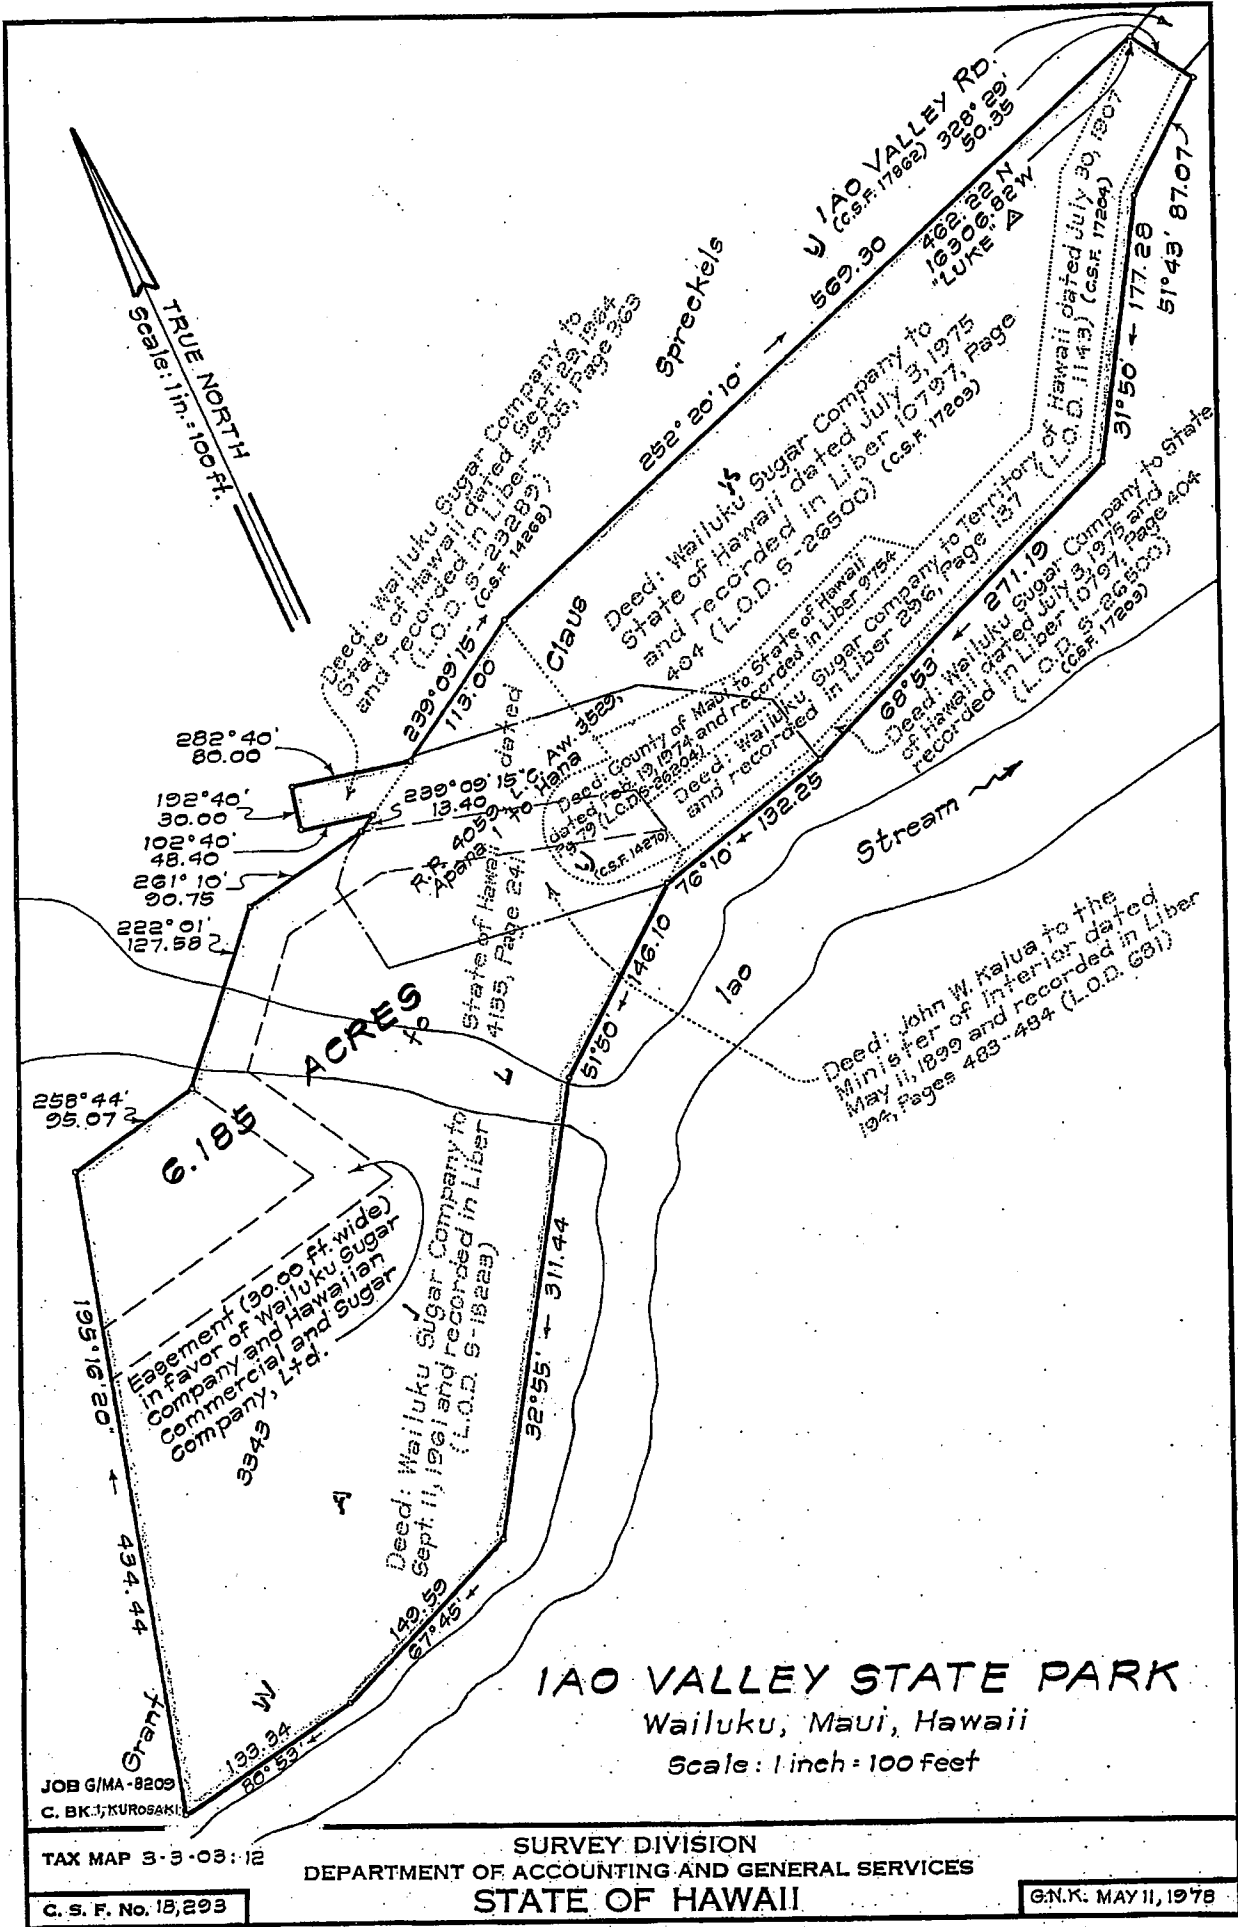 IAO VALLEY RD.
(C.S.F. 17862) 328° 29'
50.35
462.22 N
16306.82 W
"LUKE" △
TRUE NORTH
Scale: 1 in. = 100 ft.
Deed: Wailuku Sugar Company to
State of Hawaii dated Sept. 29, 1964
and recorded in Liber 4905, Page 363
(L.O.D. S-23289)
(C.S.F. 14268)
Spreckels
Claus
252° 20' 10" →
569.30
Deed: Wailuku Sugar Company to
State of Hawaii dated July 3, 1975
and recorded in Liber 10797, Page
404 (L.O.D. S-26500) (C.S.F. 17203)
Deed: Wailuku Sugar Company to Territory of Hawaii dated July 30, 1907
and recorded in Liber 296, Page 137 (L.O.D. 1143) (C.S.F. 17204)
51° 43' 87.07
31° 50' ← 177.28
68° 53' ← 271.19
Deed: Wailuku Sugar Company to State
of Hawaii dated July 3, 1975 and
recorded in Liber 10797, Page 404
(L.O.D. S-26500)
(C.S.F. 17203)
Deed: County of Maui to State of Hawaii
dated Feb. 19, 1974 and recorded in Liber 9754
Pg. 79 (L.O.D. S-26204)
(C.S.F. 14270)
239° 09' 15" →
113.00
282° 40'
80.00
192° 40'
30.00
102° 40'
48.40
239° 09' 15"
13.40
261° 10'
90.75
222° 01'
127.58
258° 44'
95.07
R.P. 4059, L.C. Aw. 3529,
Apana 1 to Hana
76° 10' ← 132.25
51° 50' ← 146.10
Stream
Iao
Deed: John W. Kalua to the
Minister of Interior dated
May 11, 1899 and recorded in Liber
194, Pages 483-484 (L.O.D. 681)
6.185 ACRES
Deed: Wailuku Sugar Company to State of Hawaii dated
Sept. 11, 1961 and recorded in Liber 4135, Page 241
(L.O.D. S-18223)
to
Easement (30.00 ft. wide)
in favor of Wailuku Sugar
Company and Hawaiian
Commercial and Sugar
Company, Ltd.
32° 55' ← 311.44
195° 16' 20" → 434.44
Grant
3343
149.59
67° 45' ←
133.34
80° 53' ←
IAO VALLEY STATE PARK
Wailuku, Maui, Hawaii
Scale: 1 inch = 100 feet
JOB G/MA-8209
C. BK. 1; KUROSAKI
TAX MAP 3-3-03:12
C. S. F. No. 18,293
SURVEY DIVISION
DEPARTMENT OF ACCOUNTING AND GENERAL SERVICES
STATE OF HAWAII
G.N.K. MAY 11, 1978